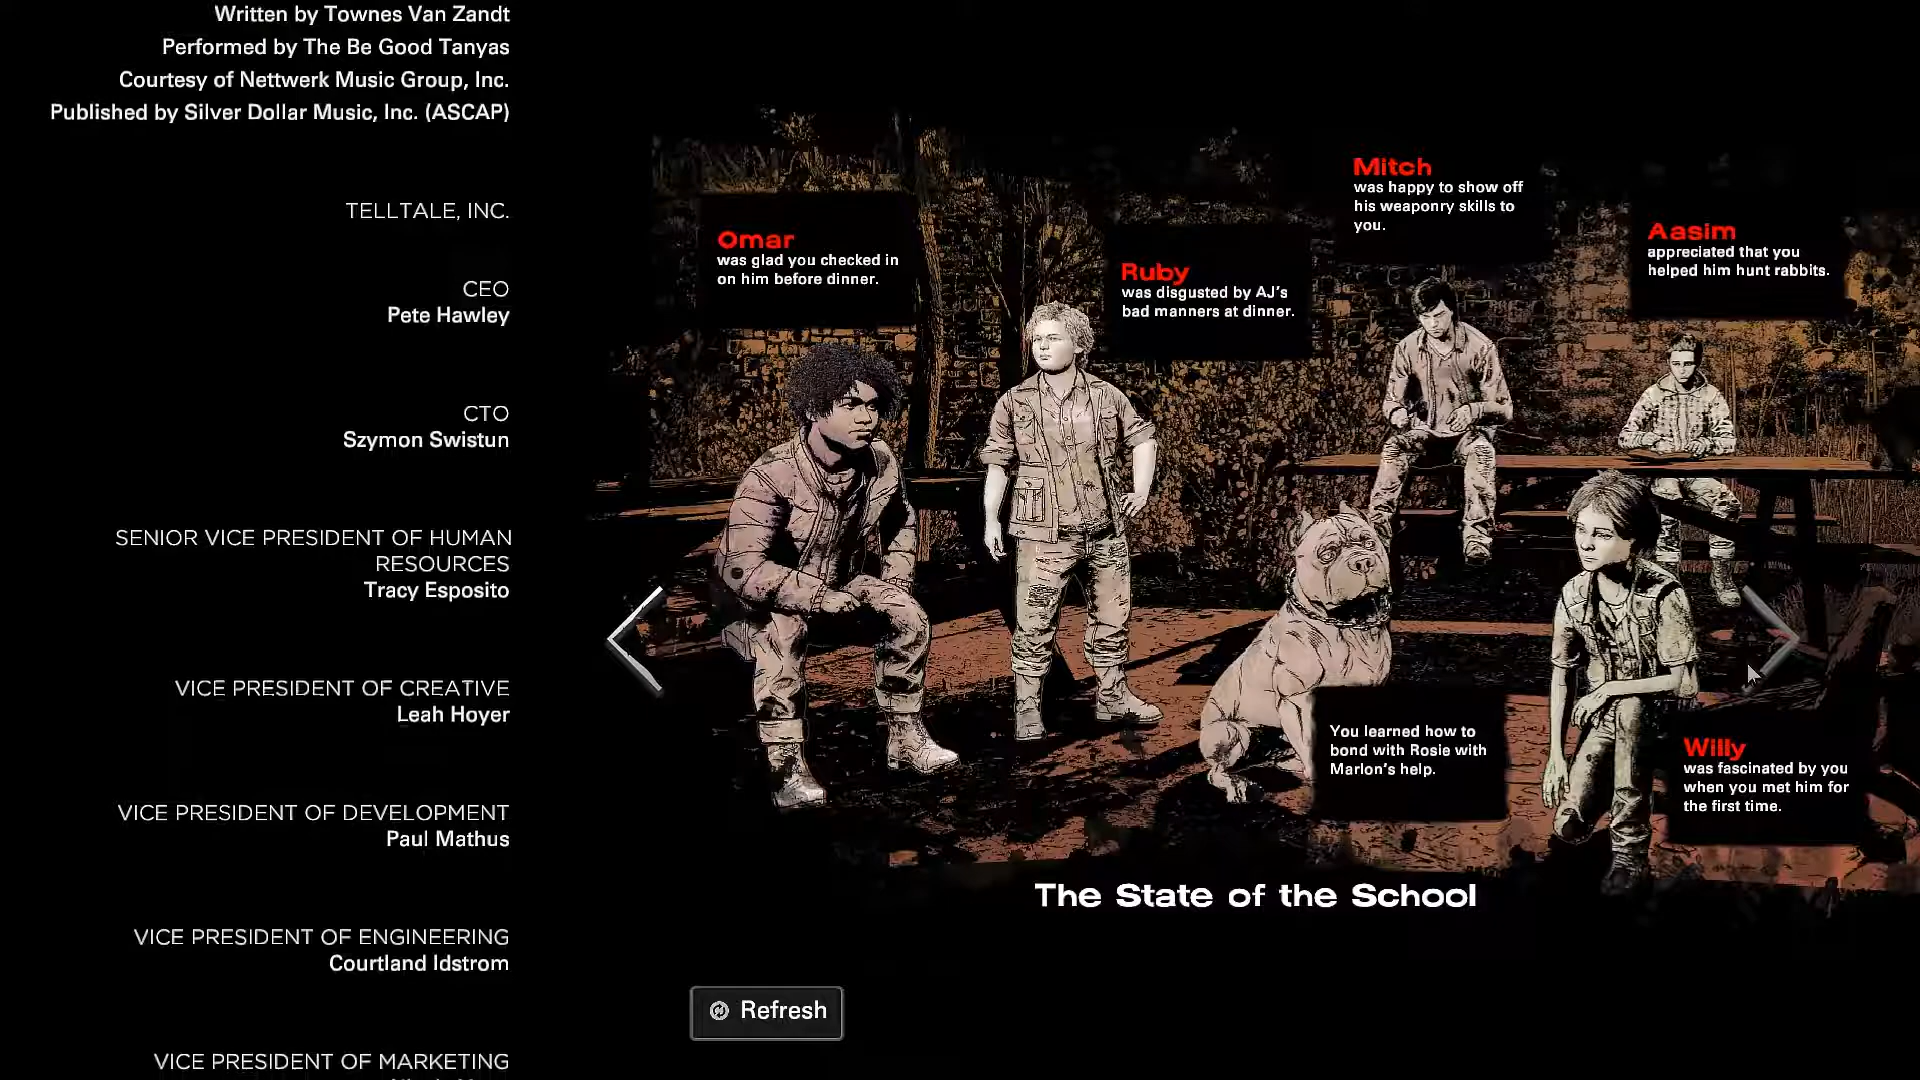 Written by Townes Van Zandt
Performed by The Be Good Tanyas
Courtesy of Nettwerk Music Group, Inc.
Published by Silver Dollar Music, Inc. (ASCAP)
TELLTALE, INC.
CEO
Pete Hawley
CTO
Szymon Swistun
SENIOR VICE PRESIDENT OF HUMAN
RESOURCES
Tracy Esposito
VICE PRESIDENT OF CREATIVE
Leah Hoyer
VICE PRESIDENT OF DEVELOPMENT
Paul Mathus
VICE PRESIDENT OF ENGINEERING
Courtland Idstrom
VICE PRESIDENT OF MARKETING
Omar
was glad you checked in
on him before dinner.
Ruby
was disgusted by AJ's
bad manners at dinner.
Mitch
was happy to show off
his weaponry skills to
you.
Aasim
appreciated that you
helped him hunt rabbits.
You learned how to
bond with Rosie with
Marlon's help.
Willy
was fascinated by you
when you met him for
the first time.
The State of the School
Refresh